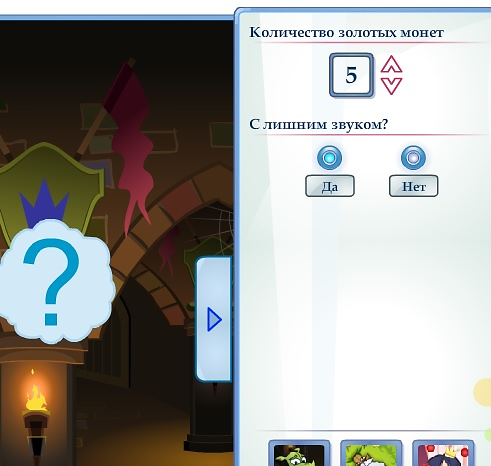 Количество золотых монет
5
С лишним звуком?
Да
Нет
?